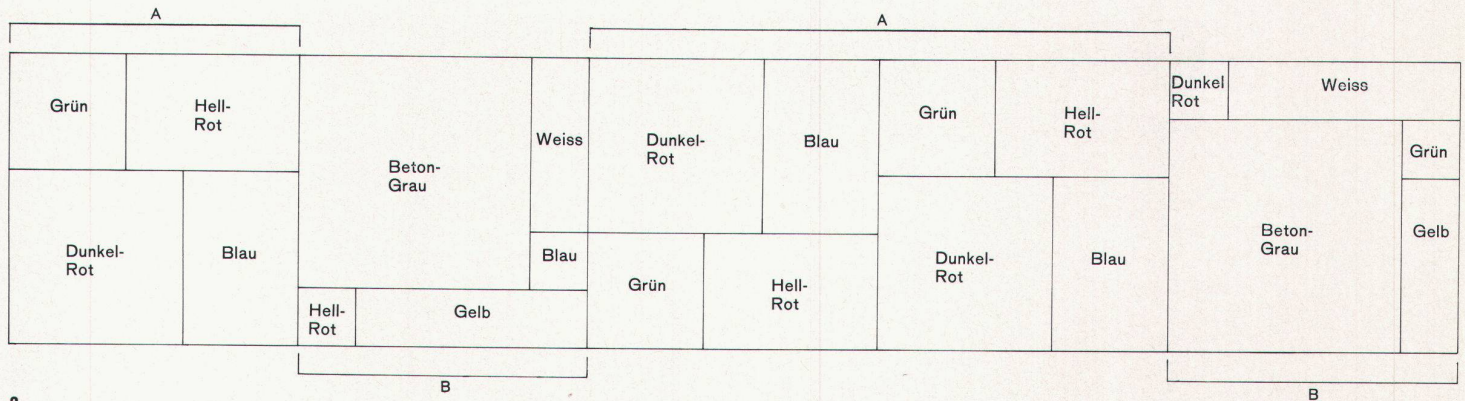 A
A
Grün
Hell-
Rot
Dunkel-
Rot
Blau
Beton-
Grau
Weiss
Blau
Hell-
Rot
Gelb
Dunkel-
Rot
Blau
Grün
Hell-
Rot
Grün
Hell-
Rot
Dunkel-
Rot
Blau
Dunkel
Rot
Weiss
Grün
Beton-
Grau
Gelb
B
B